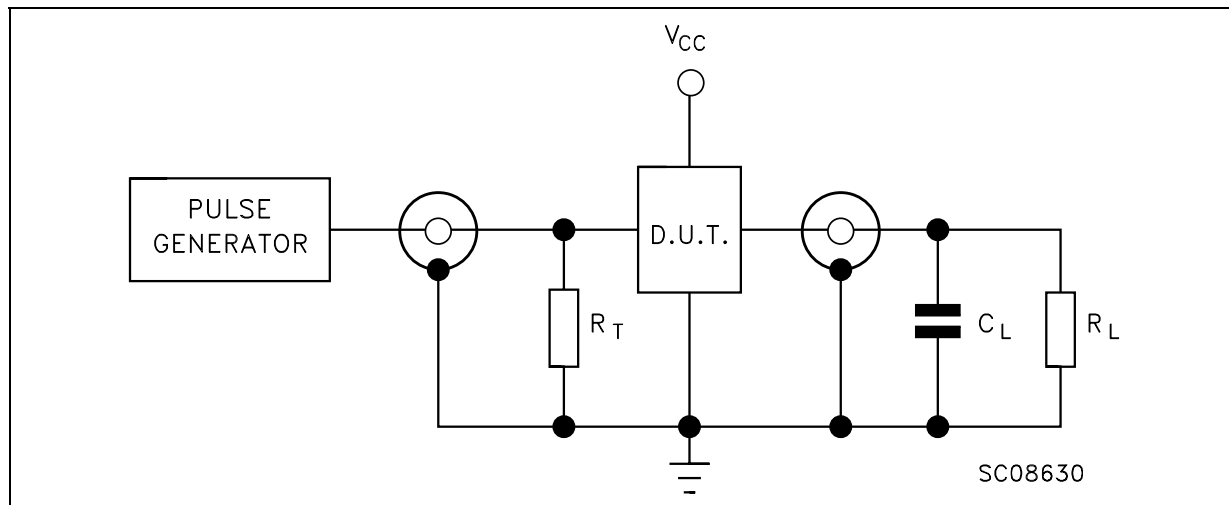 VCC
PULSE
GENERATOR
D.U.T.
RT
CL
RL
SC08630